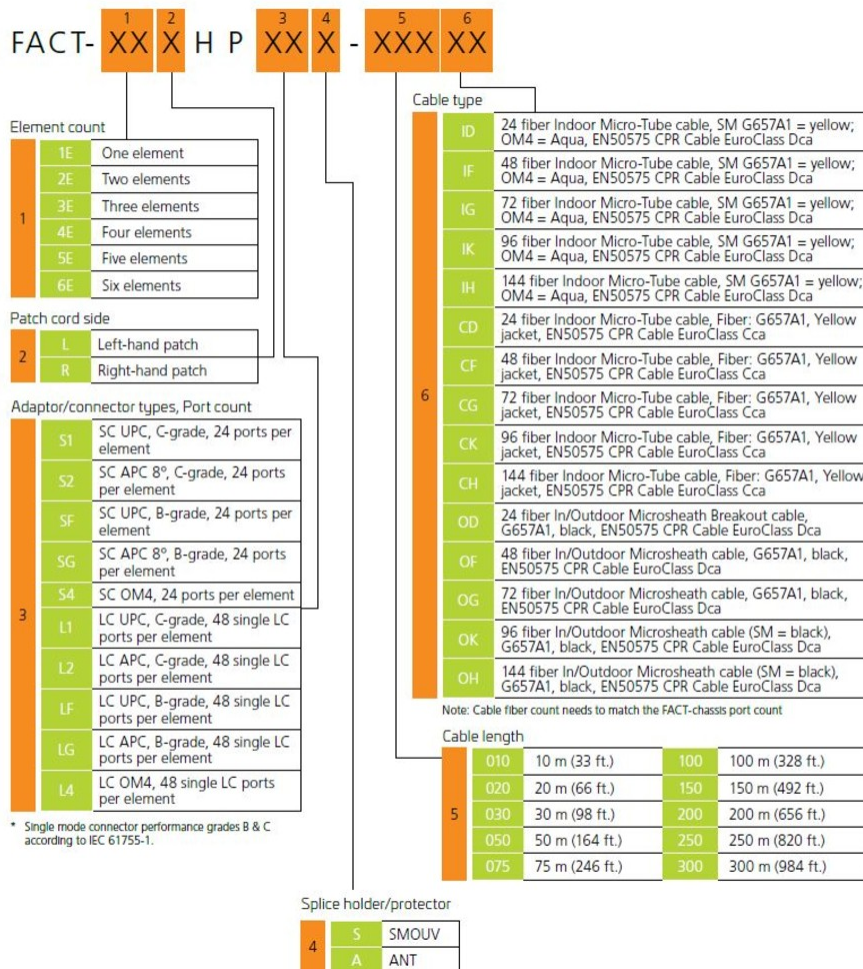 1 2 3 4 5 6
FACT- XX X H P XX X - XXX XX
Element count
1
1E One element
2E Two elements
3E Three elements
4E Four elements
5E Five elements
6E Six elements
Patch cord side
2
L Left-hand patch
R Right-hand patch
Adaptor/connector types, Port count
3
S1 SC UPC, C-grade, 24 ports per
element
S2 SC APC 8º, C-grade, 24 ports
per element
SF SC UPC, B-grade, 24 ports per
element
SG SC APC 8º, B-grade, 24 ports
per element
S4 SC OM4, 24 ports per element
L1 LC UPC, C-grade, 48 single LC
ports per element
L2 LC APC, C-grade, 48 single LC
ports per element
LF LC UPC, B-grade, 48 single LC
ports per element
LG LC APC, B-grade, 48 single LC
ports per element
L4 LC OM4, 48 single LC ports
per element
* Single mode connector performance grades B & C
according to IEC 61755-1.
Cable type
6
ID 24 fiber Indoor Micro-Tube cable, SM G657A1 = yellow;
OM4 = Aqua, EN50575 CPR Cable EuroClass Dca
IF 48 fiber Indoor Micro-Tube cable, SM G657A1 = yellow;
OM4 = Aqua, EN50575 CPR Cable EuroClass Dca
IG 72 fiber Indoor Micro-Tube cable, SM G657A1 = yellow;
OM4 = Aqua, EN50575 CPR Cable EuroClass Dca
IK 96 fiber Indoor Micro-Tube cable, SM G657A1 = yellow;
OM4 = Aqua, EN50575 CPR Cable EuroClass Dca
IH 144 fiber Indoor Micro-Tube cable, SM G657A1 = yellow;
OM4 = Aqua, EN50575 CPR Cable EuroClass Dca
CD 24 fiber Indoor Micro-Tube cable, Fiber: G657A1, Yellow
jacket, EN50575 CPR Cable EuroClass Cca
CF 48 fiber Indoor Micro-Tube cable, Fiber: G657A1, Yellow
jacket, EN50575 CPR Cable EuroClass Cca
CG 72 fiber Indoor Micro-Tube cable, Fiber: G657A1, Yellow
jacket, EN50575 CPR Cable EuroClass Cca
CK 96 fiber Indoor Micro-Tube cable, Fiber: G657A1, Yellow
jacket, EN50575 CPR Cable EuroClass Cca
CH 144 fiber Indoor Micro-Tube cable, Fiber: G657A1, Yellow
jacket, EN50575 CPR Cable EuroClass Cca
OD 24 fiber In/Outdoor Microsheath Breakout cable,
G657A1, black, EN50575 CPR Cable EuroClass Dca
OF 48 fiber In/Outdoor Microsheath cable, G657A1, black,
EN50575 CPR Cable EuroClass Dca
OG 72 fiber In/Outdoor Microsheath cable, G657A1, black,
EN50575 CPR Cable EuroClass Dca
OK 96 fiber In/Outdoor Microsheath cable (SM = black),
G657A1, black, EN50575 CPR Cable EuroClass Dca
OH 144 fiber In/Outdoor Microsheath cable (SM = black),
G657A1, black, EN50575 CPR Cable EuroClass Dca
Note: Cable fiber count needs to match the FACT-chassis port count
Cable length
5
010 10 m (33 ft.) 100 100 m (328 ft.)
020 20 m (66 ft.) 150 150 m (492 ft.)
030 30 m (98 ft.) 200 200 m (656 ft.)
050 50 m (164 ft.) 250 250 m (820 ft.)
075 75 m (246 ft.) 300 300 m (984 ft.)
Splice holder/protector
4
S SMOUV
A ANT